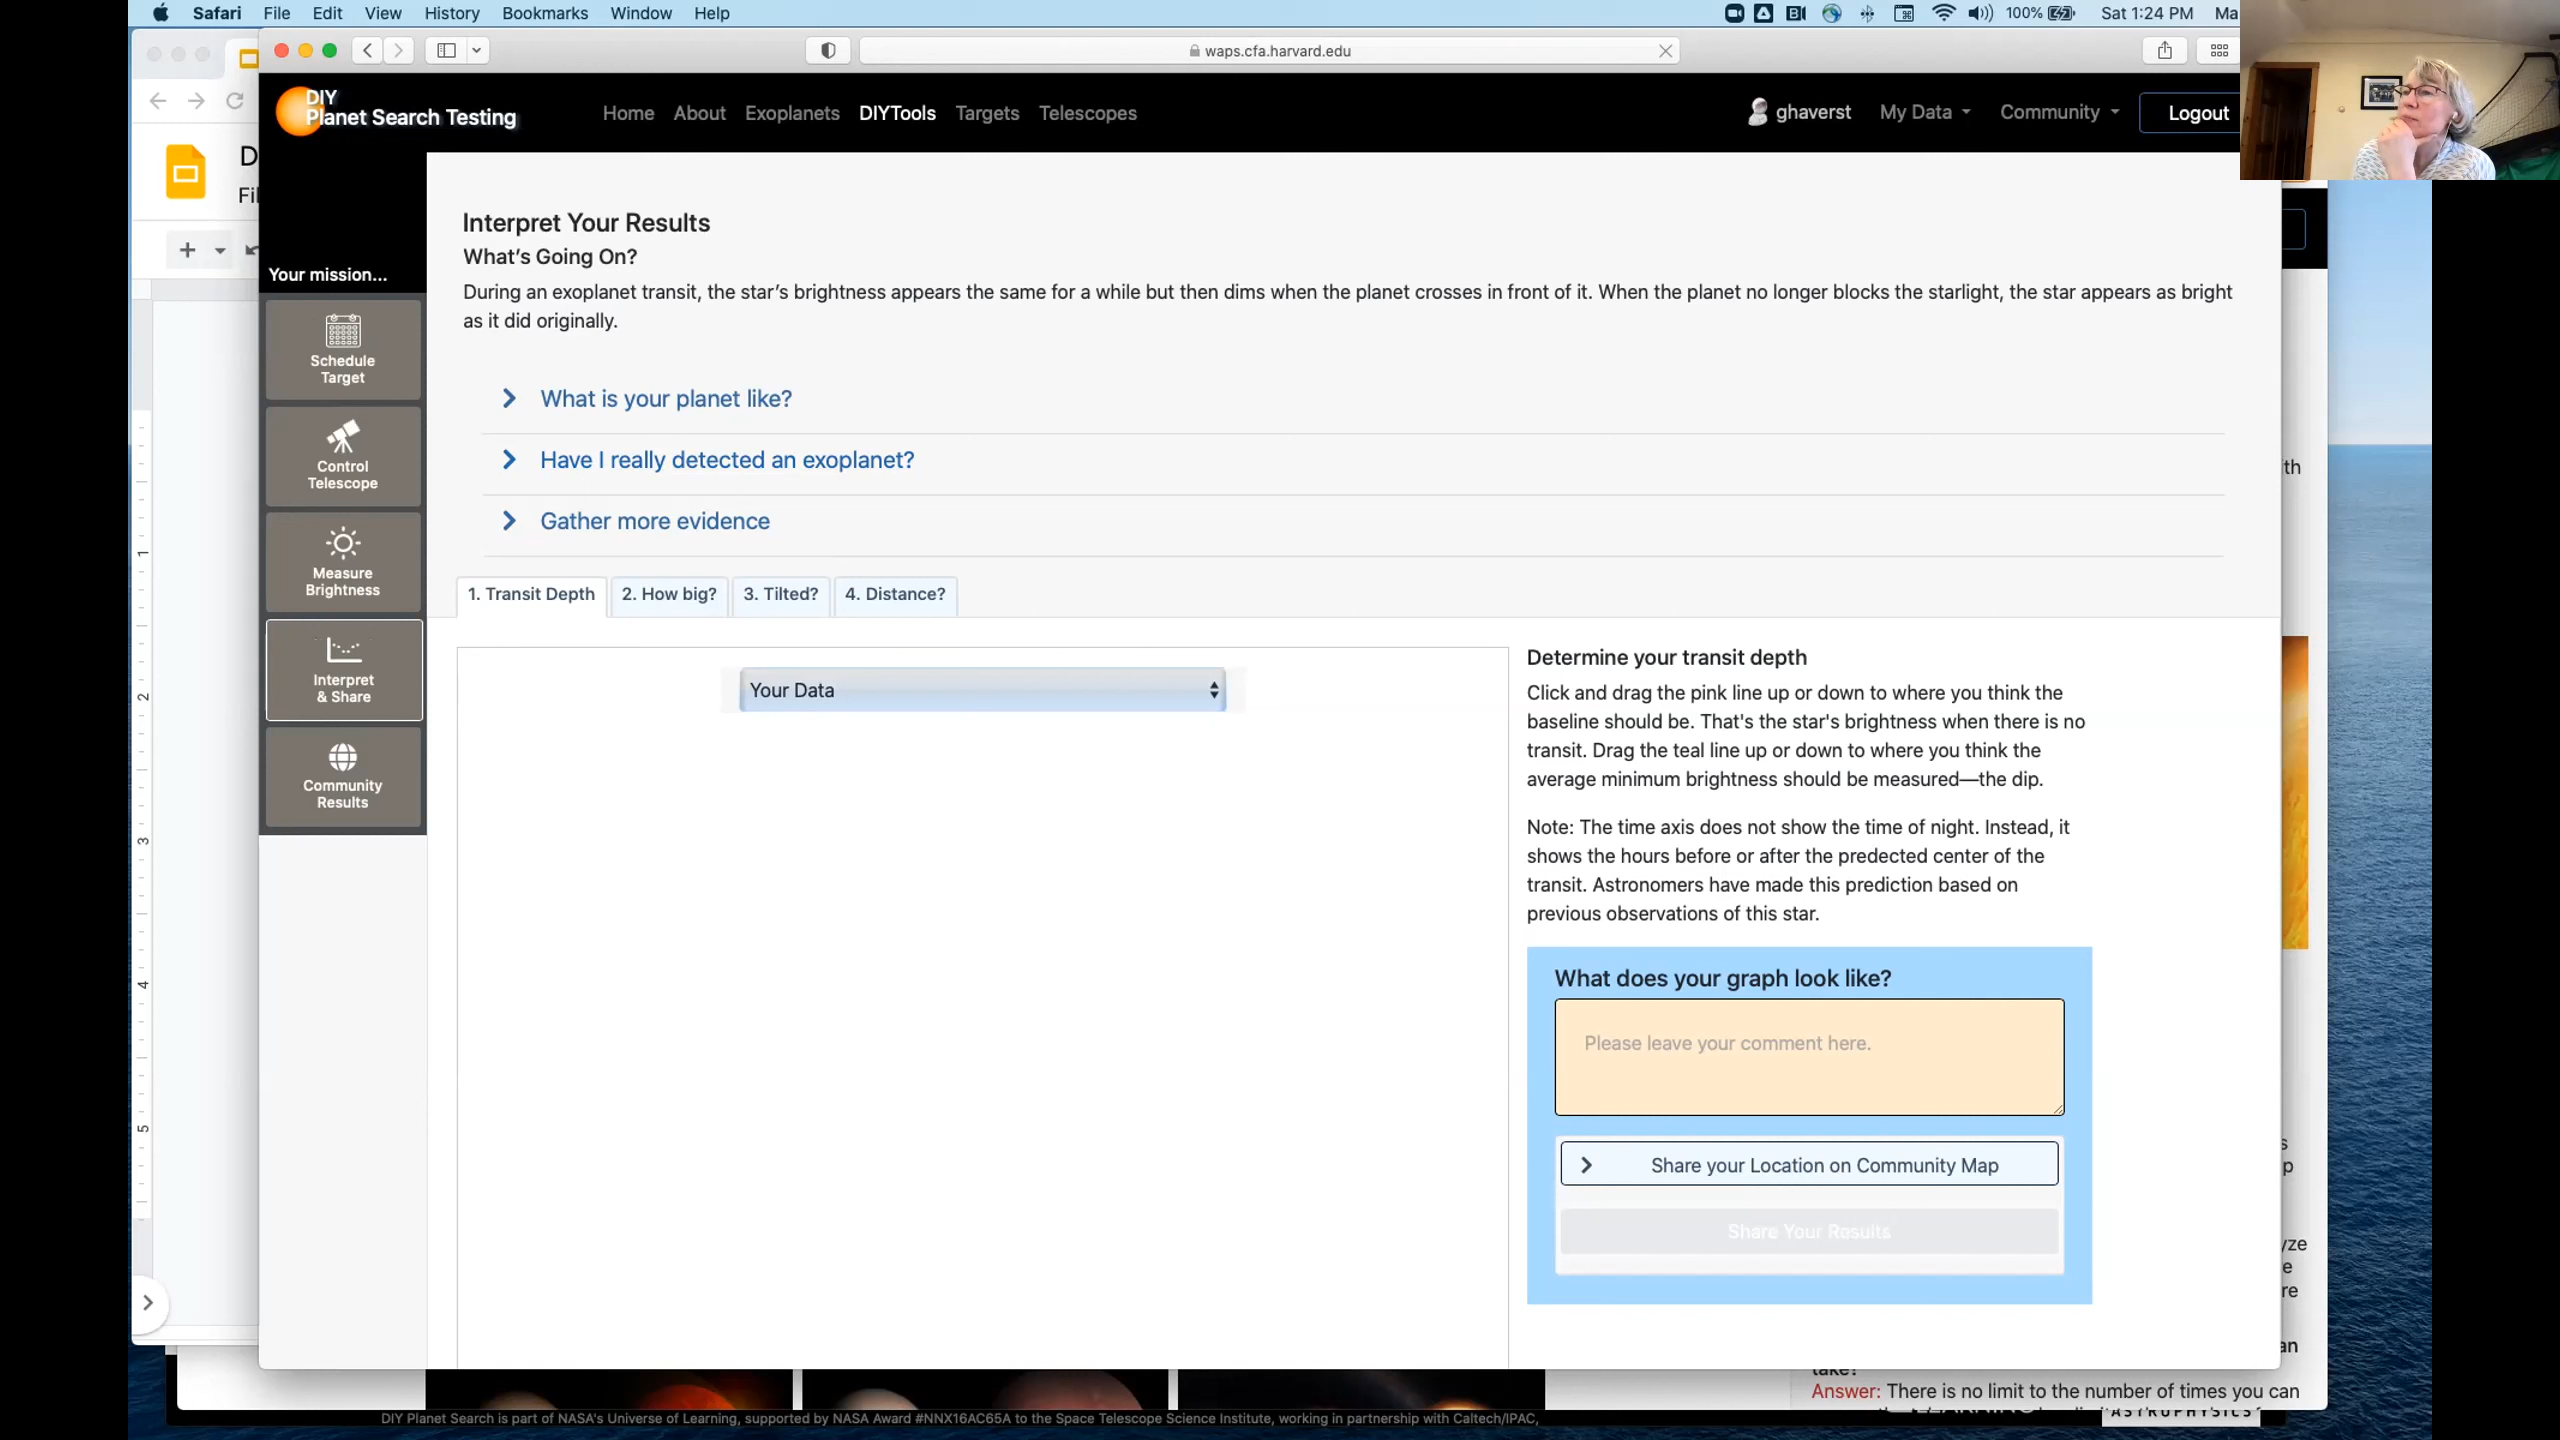 Safari File Edit View History Bookmarks Window Help
100% Sat 1:24 PM Ma
waps.cfa.harvard.edu
DIY
Planet Search Testing
Home About Exoplanets DIYTools Targets Telescopes
ghaverst My Data Community Logout
D
Fil
Your mission...
Schedule
Target
Control
Telescope
Measure
Brightness
Interpret
& Share
Community
Results
Interpret Your Results
What's Going On?
During an exoplanet transit, the star's brightness appears the same for a while but then dims when the planet crosses in front of it. When the planet no longer blocks the starlight, the star appears as bright
as it did originally.
What is your planet like?
Have I really detected an exoplanet?
Gather more evidence
1. Transit Depth 2. How big? 3. Tilted? 4. Distance?
Your Data
Determine your transit depth
Click and drag the pink line up or down to where you think the
baseline should be. That's the star's brightness when there is no
transit. Drag the teal line up or down to where you think the
average minimum brightness should be measured—the dip.
Note: The time axis does not show the time of night. Instead, it
shows the hours before or after the predected center of the
transit. Astronomers have made this prediction based on
previous observations of this star.
What does your graph look like?
Please leave your comment here.
Share your Location on Community Map
Share Your Results
1
2
3
4
5
th
s
p
yze
e
re
an
take?
Answer: There is no limit to the number of times you can
DIY Planet Search is part of NASA's Universe of Learning, supported by NASA Award #NNX16AC65A to the Space Telescope Science Institute, working in partnership with Caltech/IPAC,
ASTROPHYSICS